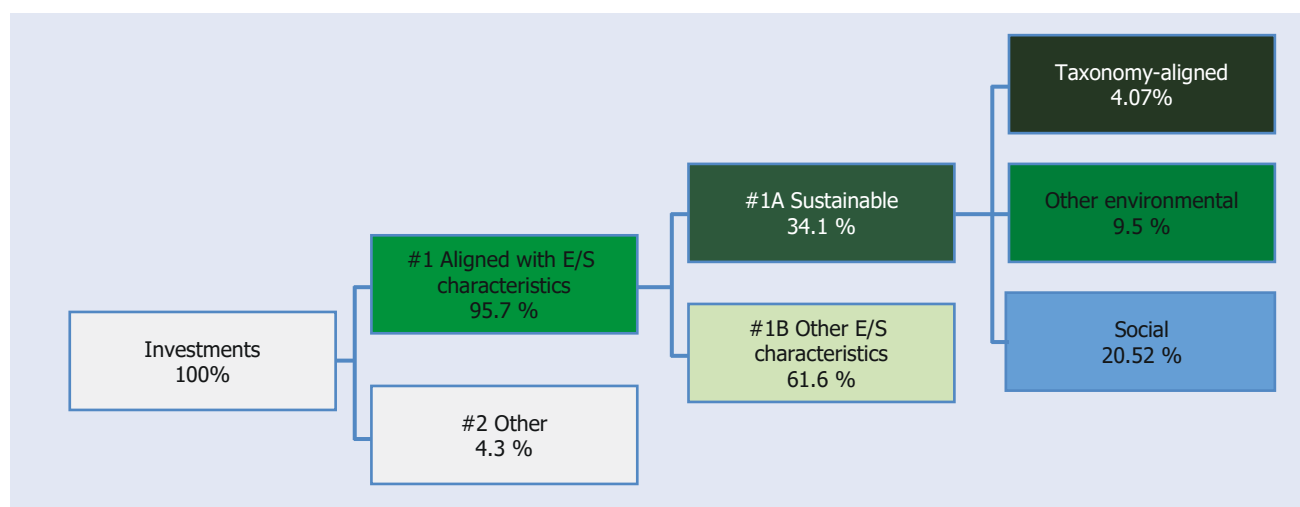 Investments
100%
#1 Aligned with E/S
characteristics
95.7 %
#2 Other
4.3 %
#1A Sustainable
34.1 %
#1B Other E/S
characteristics
61.6 %
Taxonomy-aligned
4.07%
Other environmental
9.5 %
Social
20.52 %